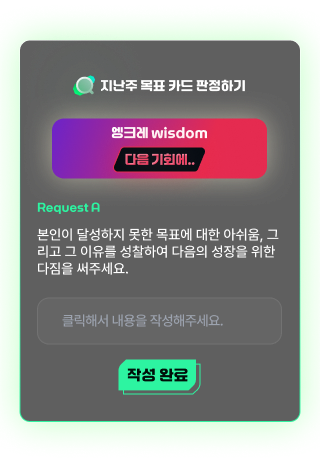 지난주 목표 카드 판정하기
엥크레 wisdom
다음 기회에..
Request A
본인이 달성하지 못한 목표에 대한 아쉬움, 그
리고 그 이유를 성찰하여 다음의 성장을 위한
다짐을 써주세요.
클릭해서 내용을 작성해주세요.
작성 완료